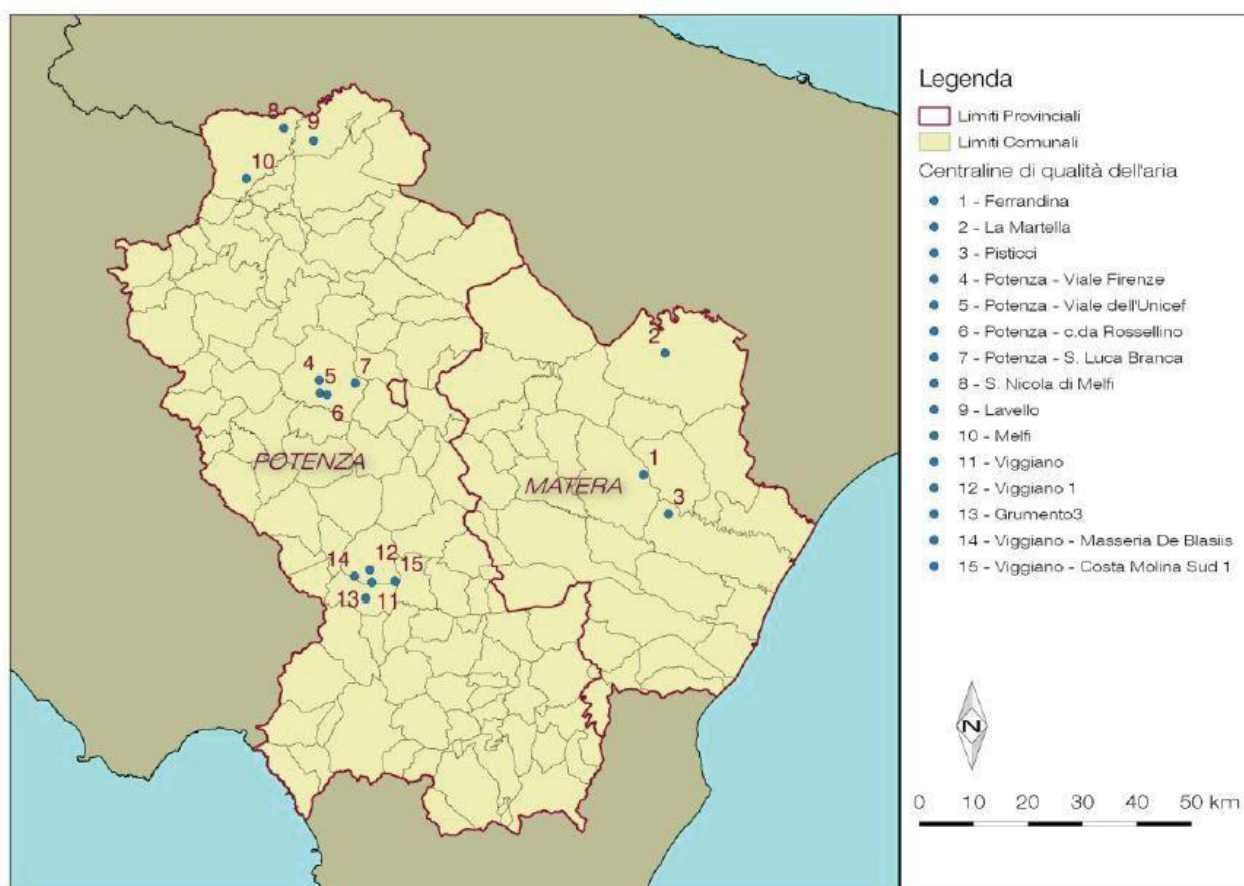 8
9
10
2
4
5
7
6
POTENZA
1
MATERA
3
12
14
15
13
11
Legenda
Limiti Provinciali
Limiti Comunali
Centraline di qualità dell'aria
1 - Ferrandina
2 - La Martella
3 - Pisticci
4 - Potenza - Viale Firenze
5 - Potenza - Viale dell'Unicef
6 - Potenza - c.da Rossellino
7 - Potenza - S. Luca Branca
8 - S. Nicola di Melfi
9 - Lavello
10 - Melfi
11 - Viggiano
12 - Viggiano 1
13 - Grumento3
14 - Viggiano - Masseria De Blasiis
15 - Viggiano - Costa Molina Sud 1
N
0 10 20 30 40 50 km